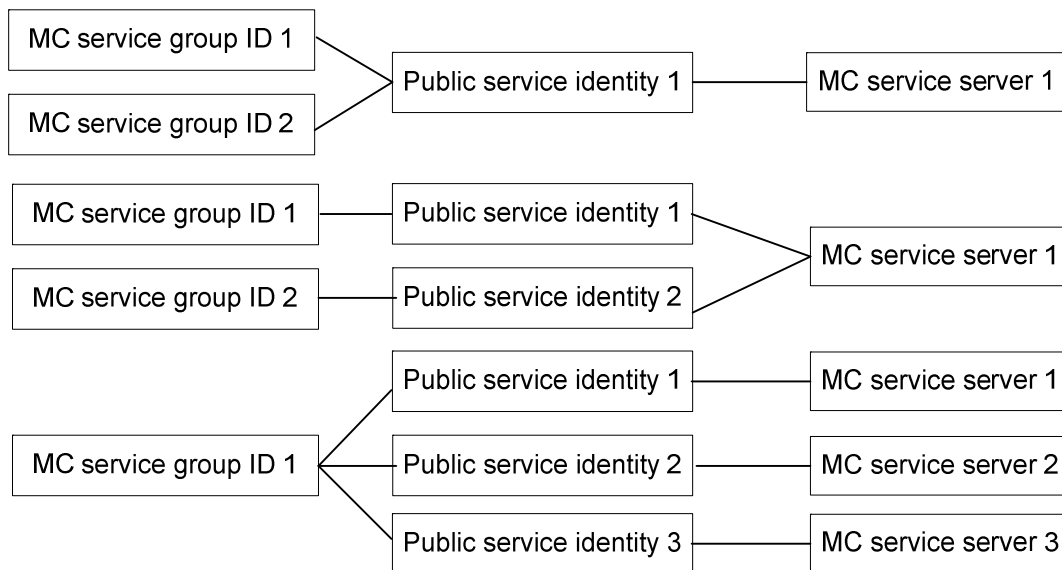 MC service group ID 1
Public service identity 1
MC service server 1
MC service group ID 2
MC service group ID 1
Public service identity 1
MC service server 1
MC service group ID 2
Public service identity 2
Public service identity 1
MC service server 1
MC service group ID 1
Public service identity 2
MC service server 2
Public service identity 3
MC service server 3